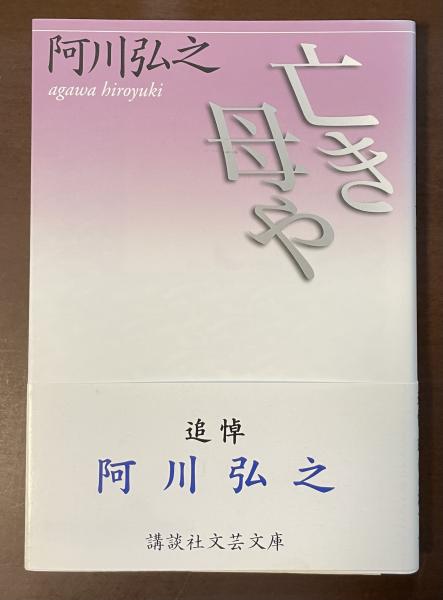 阿川弘之
agawa hiroyuki
亡き
母や
追悼
阿川弘之
講談社文芸文庫